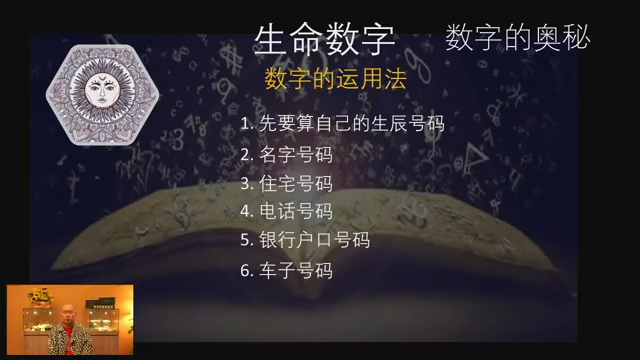 生命数字
数字的奥秘
数字的运用法
1. 先要算自己的生辰号码
2. 名字号码
3. 住宅号码
4. 电话号码
5. 银行户口号码
6. 车子号码